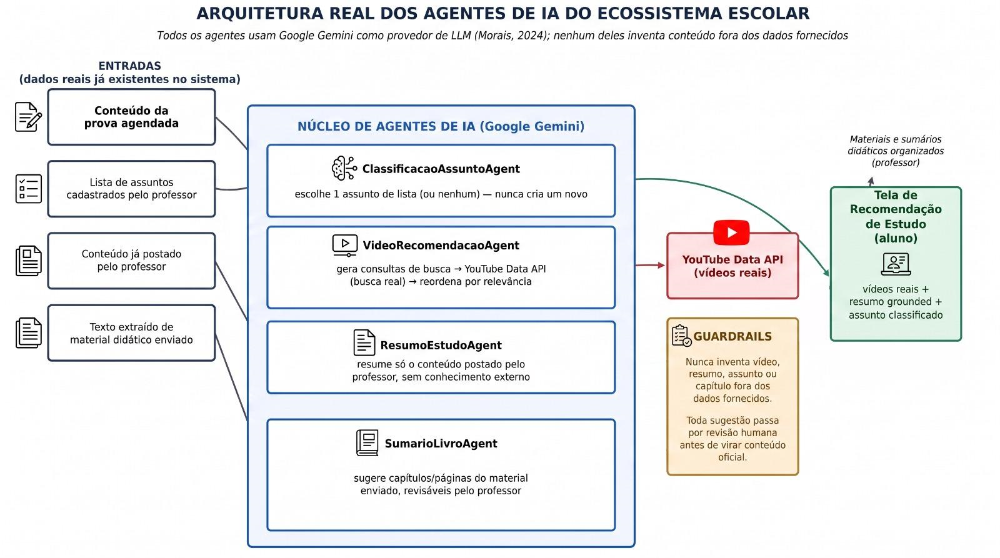 ARQUITETURA REAL DOS AGENTES DE IA DO ECOSSISTEMA ESCOLAR
Todos os agentes usam Google Gemini como provedor de LLM (Morais, 2024); nenhum deles inventa conteúdo fora dos dados fornecidos
ENTRADAS
(dados reais já existentes no sistema)
Conteúdo da
prova agendada
Lista de assuntos
cadastrados pelo professor
Conteúdo já postado
pelo professor
Texto extraído de
material didático enviado
NÚCLEO DE AGENTES DE IA (Google Gemini)
ClassificacaoAssuntoAgent
escolhe 1 assunto de lista (ou nenhum) — nunca cria um novo
VideoRecomendacaoAgent
gera consultas de busca → YouTube Data API
(busca real) → reordena por relevância
ResumoEstudoAgent
resume só o conteúdo postado pelo
professor, sem conhecimento externo
SumarioLivroAgent
sugere capítulos/páginas do material
enviado, revisáveis pelo professor
YouTube Data API
(vídeos reais)
GUARDRAILS
Nunca inventa vídeo,
resumo, assunto ou
capítulo fora dos
dados fornecidos.
Toda sugestão passa
por revisão humana
antes de virar conteúdo
oficial.
Materiais e sumários
didáticos organizados
(professor)
Tela de
Recomendação
de Estudo
(aluno)
vídeos reais +
resumo grounded +
assunto classificado